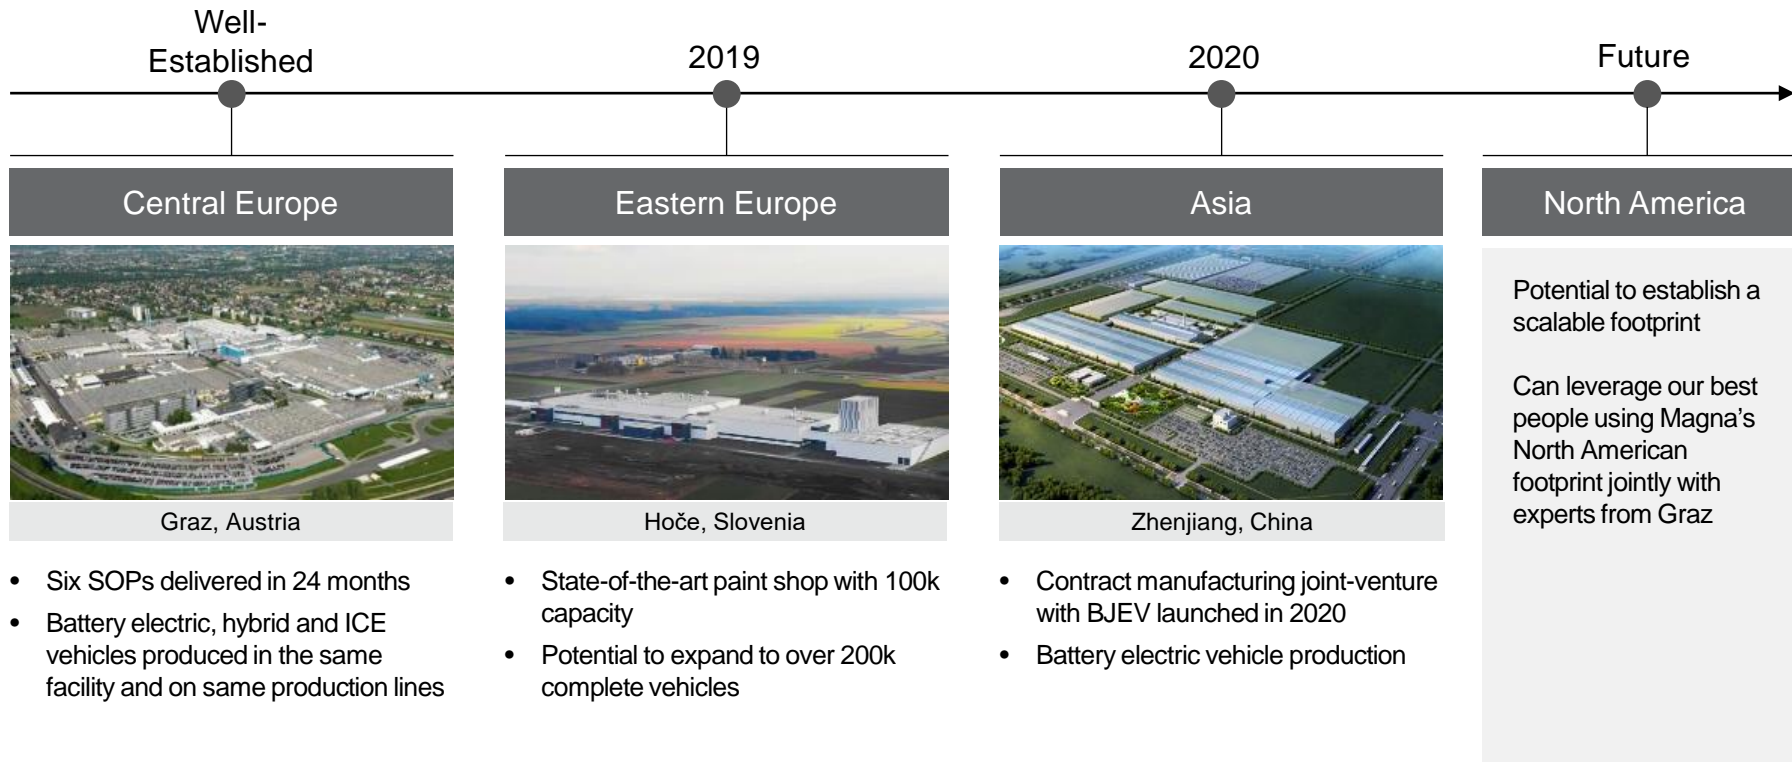 Well-
Established
2019
2020
Future
Central Europe
Eastern Europe
Asia
North America
Graz, Austria
Hoče, Slovenia
Zhenjiang, China
• Six SOPs delivered in 24 months
• Battery electric, hybrid and ICE
vehicles produced in the same
facility and on same production lines
• State-of-the-art paint shop with 100k
capacity
• Potential to expand to over 200k
complete vehicles
• Contract manufacturing joint-venture
with BJEV launched in 2020
• Battery electric vehicle production
Potential to establish a
scalable footprint
Can leverage our best
people using Magna’s
North American
footprint jointly with
experts from Graz